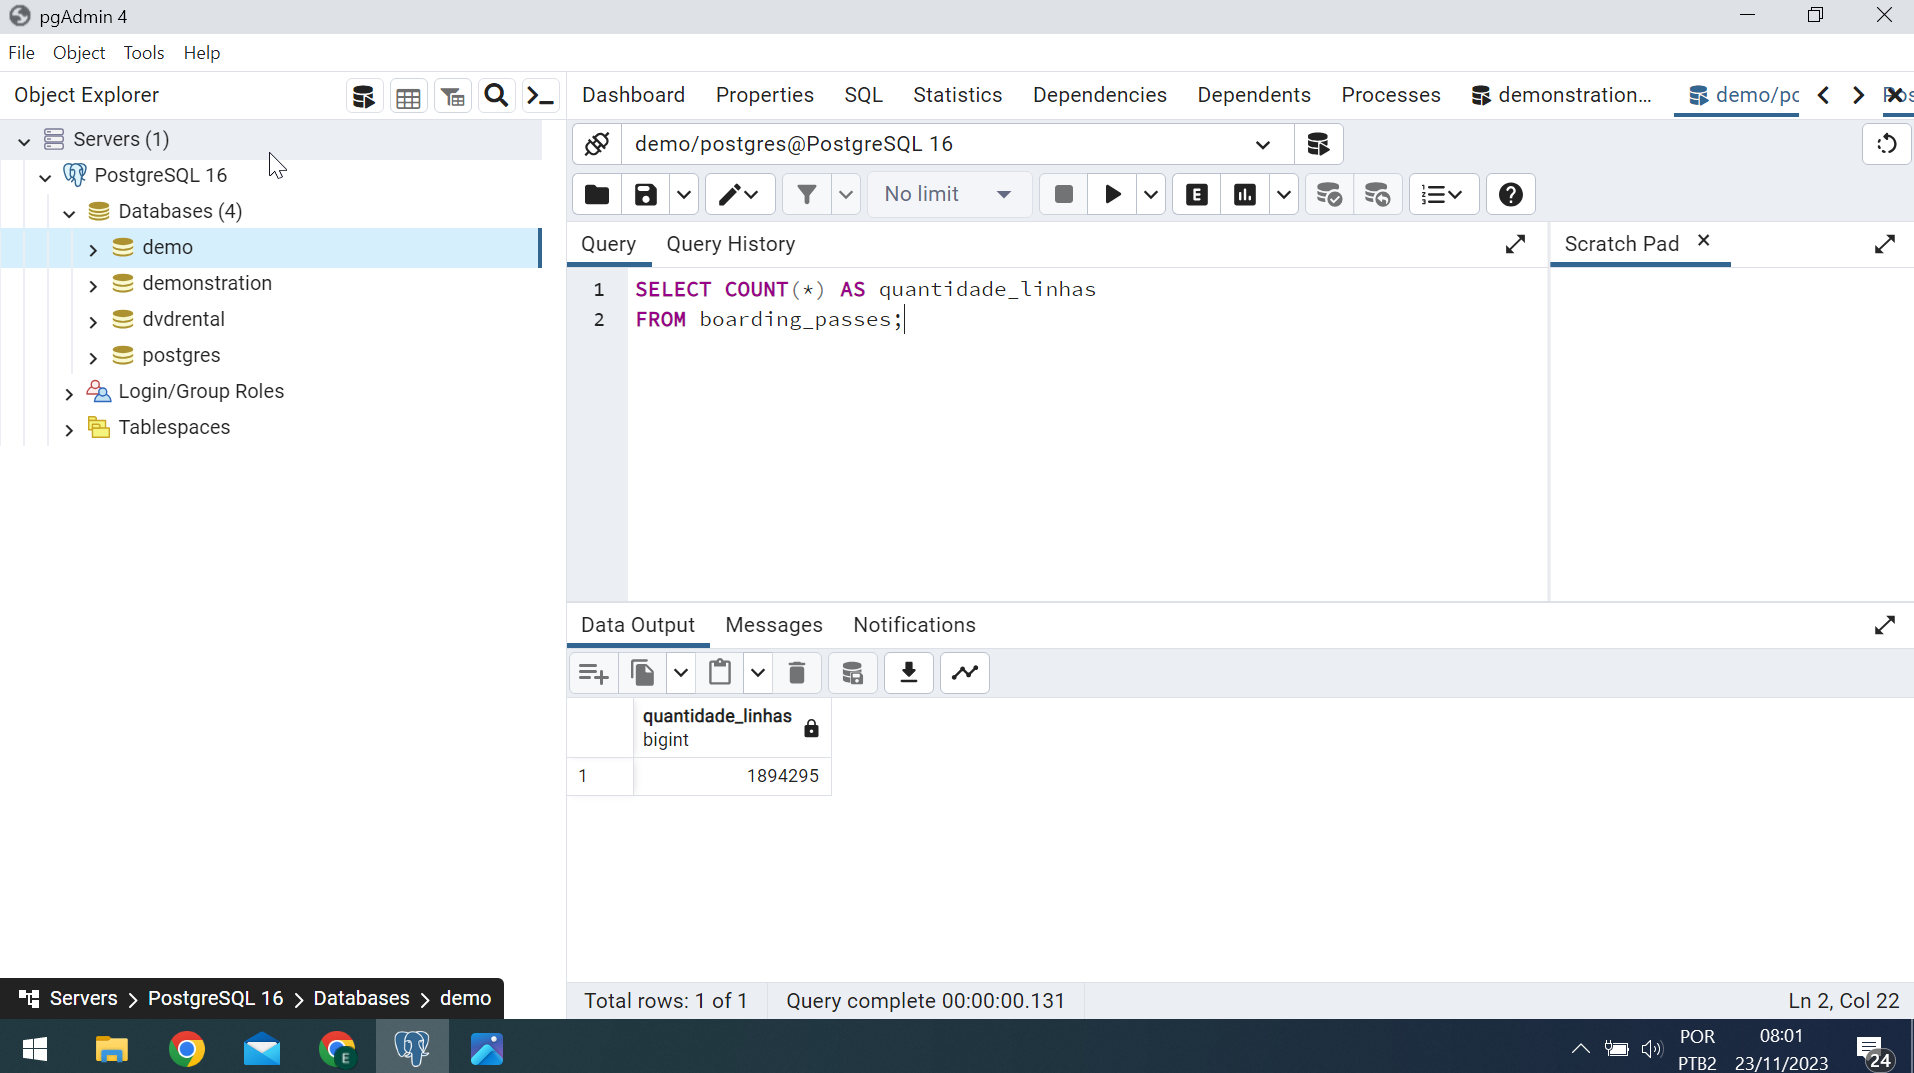 pgAdmin 4
File Object Tools Help
Object Explorer
Dashboard Properties SQL Statistics Dependencies Dependents Processes demonstration... demo/pc
Servers (1)
PostgreSQL 16
Databases (4)
demo
demonstration
dvdrental
postgres
Login/Group Roles
Tablespaces
demo/postgres@PostgreSQL 16
No limit
Query Query History
Scratch Pad
1 SELECT COUNT(*) AS quantidade_linhas
2 FROM boarding_passes;
Data Output Messages Notifications
quantidade_linhas
bigint
1 1894295
Servers > PostgreSQL 16 > Databases > demo
Total rows: 1 of 1 Query complete 00:00:00.131 Ln 2, Col 22
POR
PTB2
08:01
23/11/2023
24